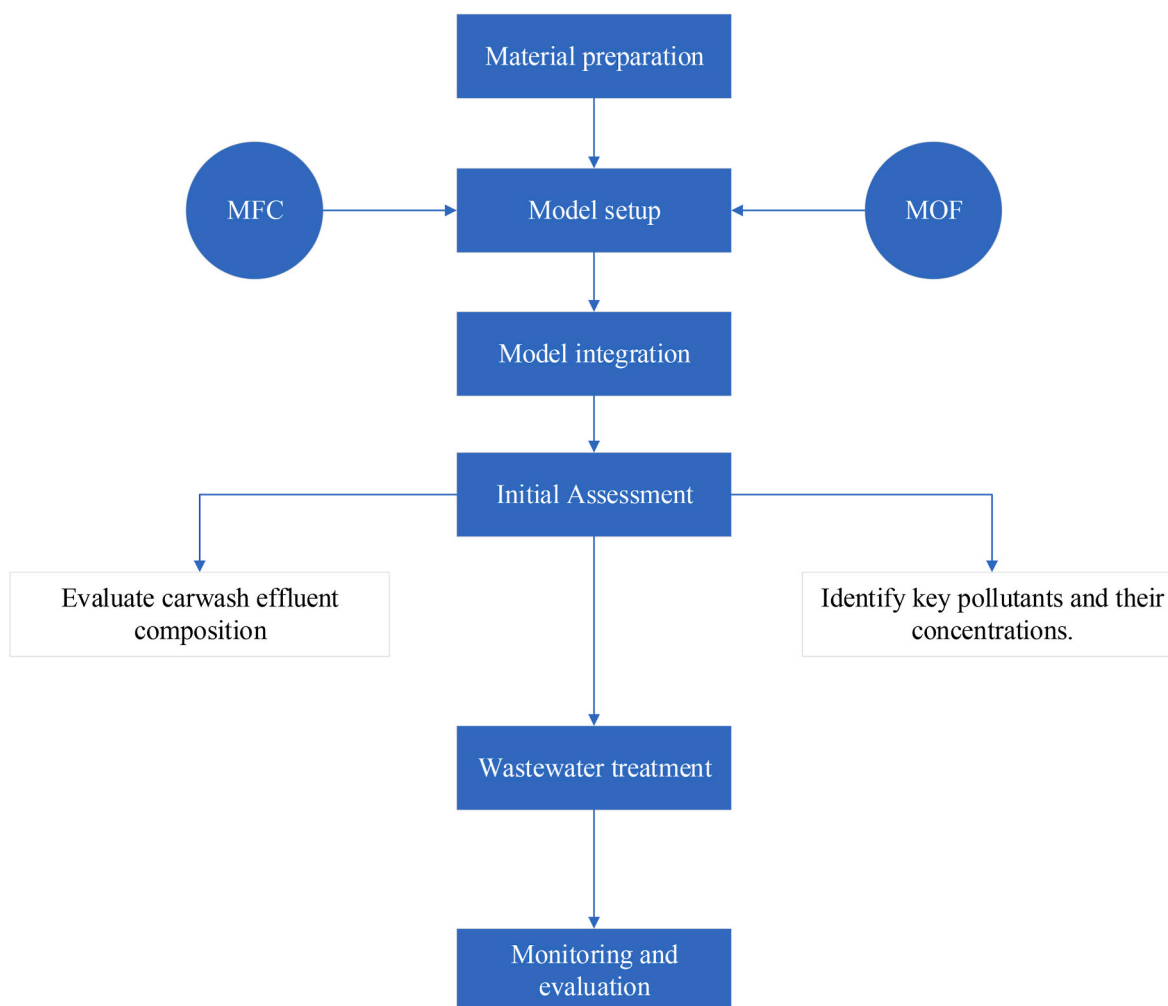 Material preparation
MFC
Model setup
MOF
Model integration
Initial Assessment
Evaluate carwash effluent
composition
Identify key pollutants and their
concentrations.
Wastewater treatment
Monitoring and
evaluation